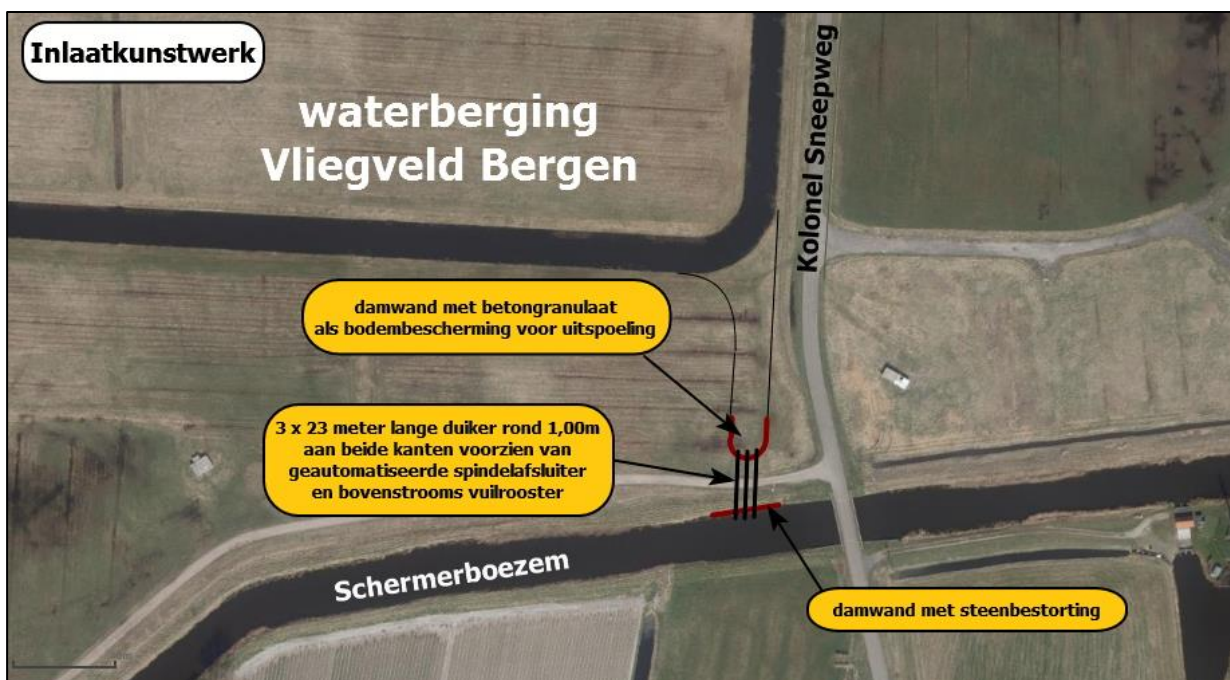 Inlaatkunstwerk
waterberging
Vliegveld Bergen
Kolonel Sneepweg
damwand met betongranulaat
als bodembescherming voor uitspoeling
3 x 23 meter lange duiker rond 1,00m
aan beide kanten voorzien van
geautomatiseerde spindelafsluiter
en bovenstrooms vuilrooster
Schermerboezem
damwand met steenbestorting